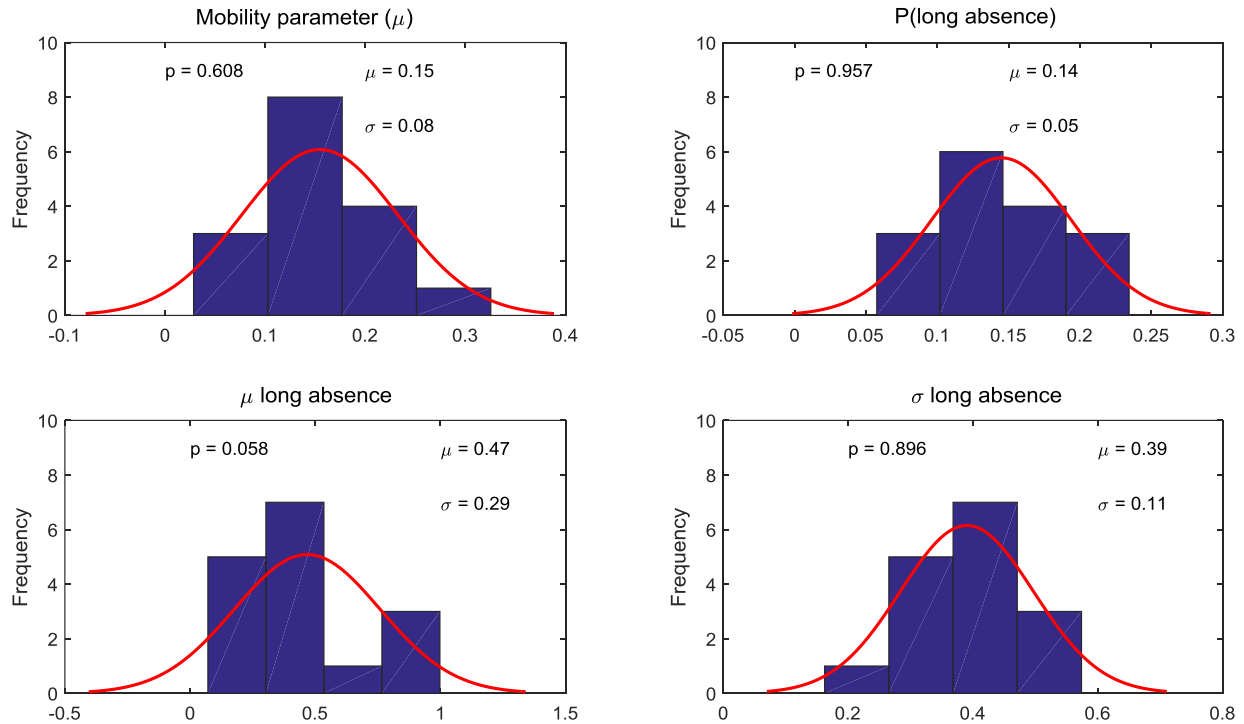 Mobility parameter (μ)
10
8
6
4
2
0
Frequency
p = 0.608
μ = 0.15
σ = 0.08
-0.1 0 0.1 0.2 0.3 0.4
P(long absence)
10
8
6
4
2
0
Frequency
p = 0.957
μ = 0.14
σ = 0.05
-0.05 0 0.05 0.1 0.15 0.2 0.25 0.3
μ long absence
10
8
6
4
2
0
Frequency
p = 0.058
μ = 0.47
σ = 0.29
-0.5 0 0.5 1 1.5
σ long absence
10
8
6
4
2
0
Frequency
p = 0.896
μ = 0.39
σ = 0.11
0 0.2 0.4 0.6 0.8